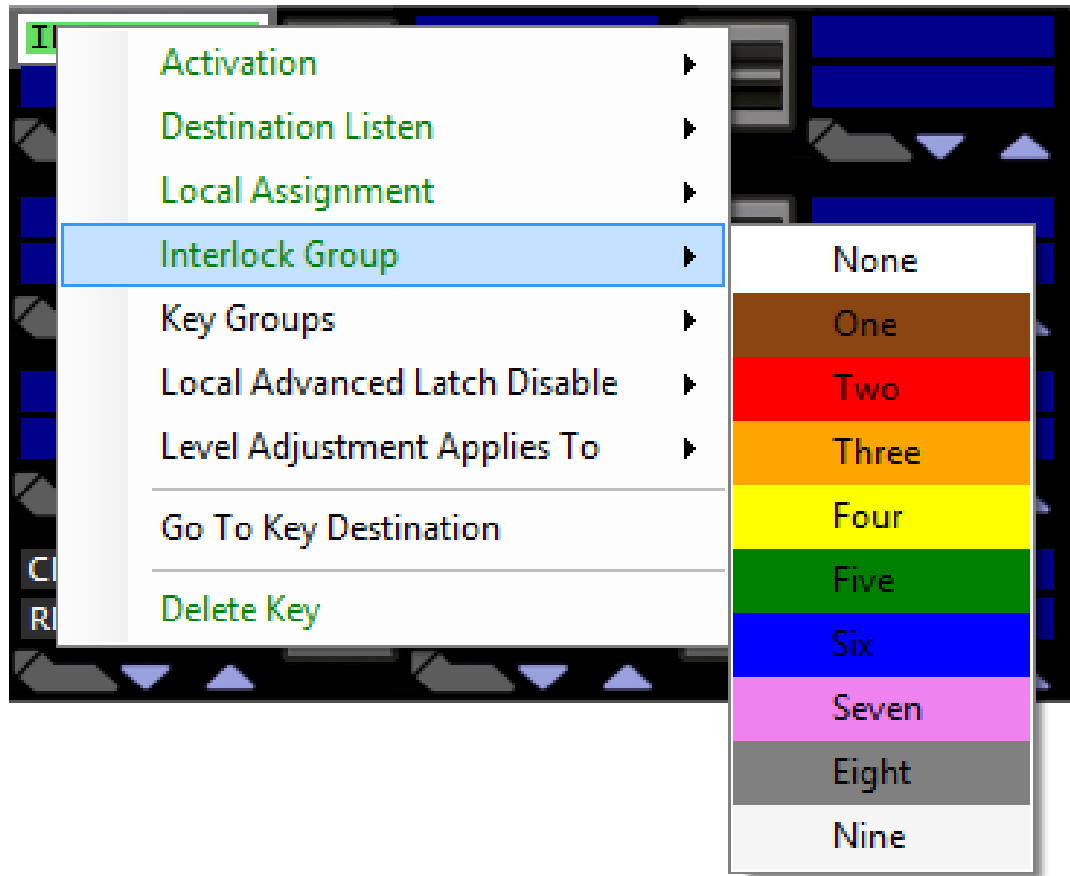 Activation
Destination Listen
Local Assignment
Interlock Group
Key Groups
Local Advanced Latch Disable
Level Adjustment Applies To
Go To Key Destination
Delete Key
None
One
Two
Three
Four
Five
Six
Seven
Eight
Nine